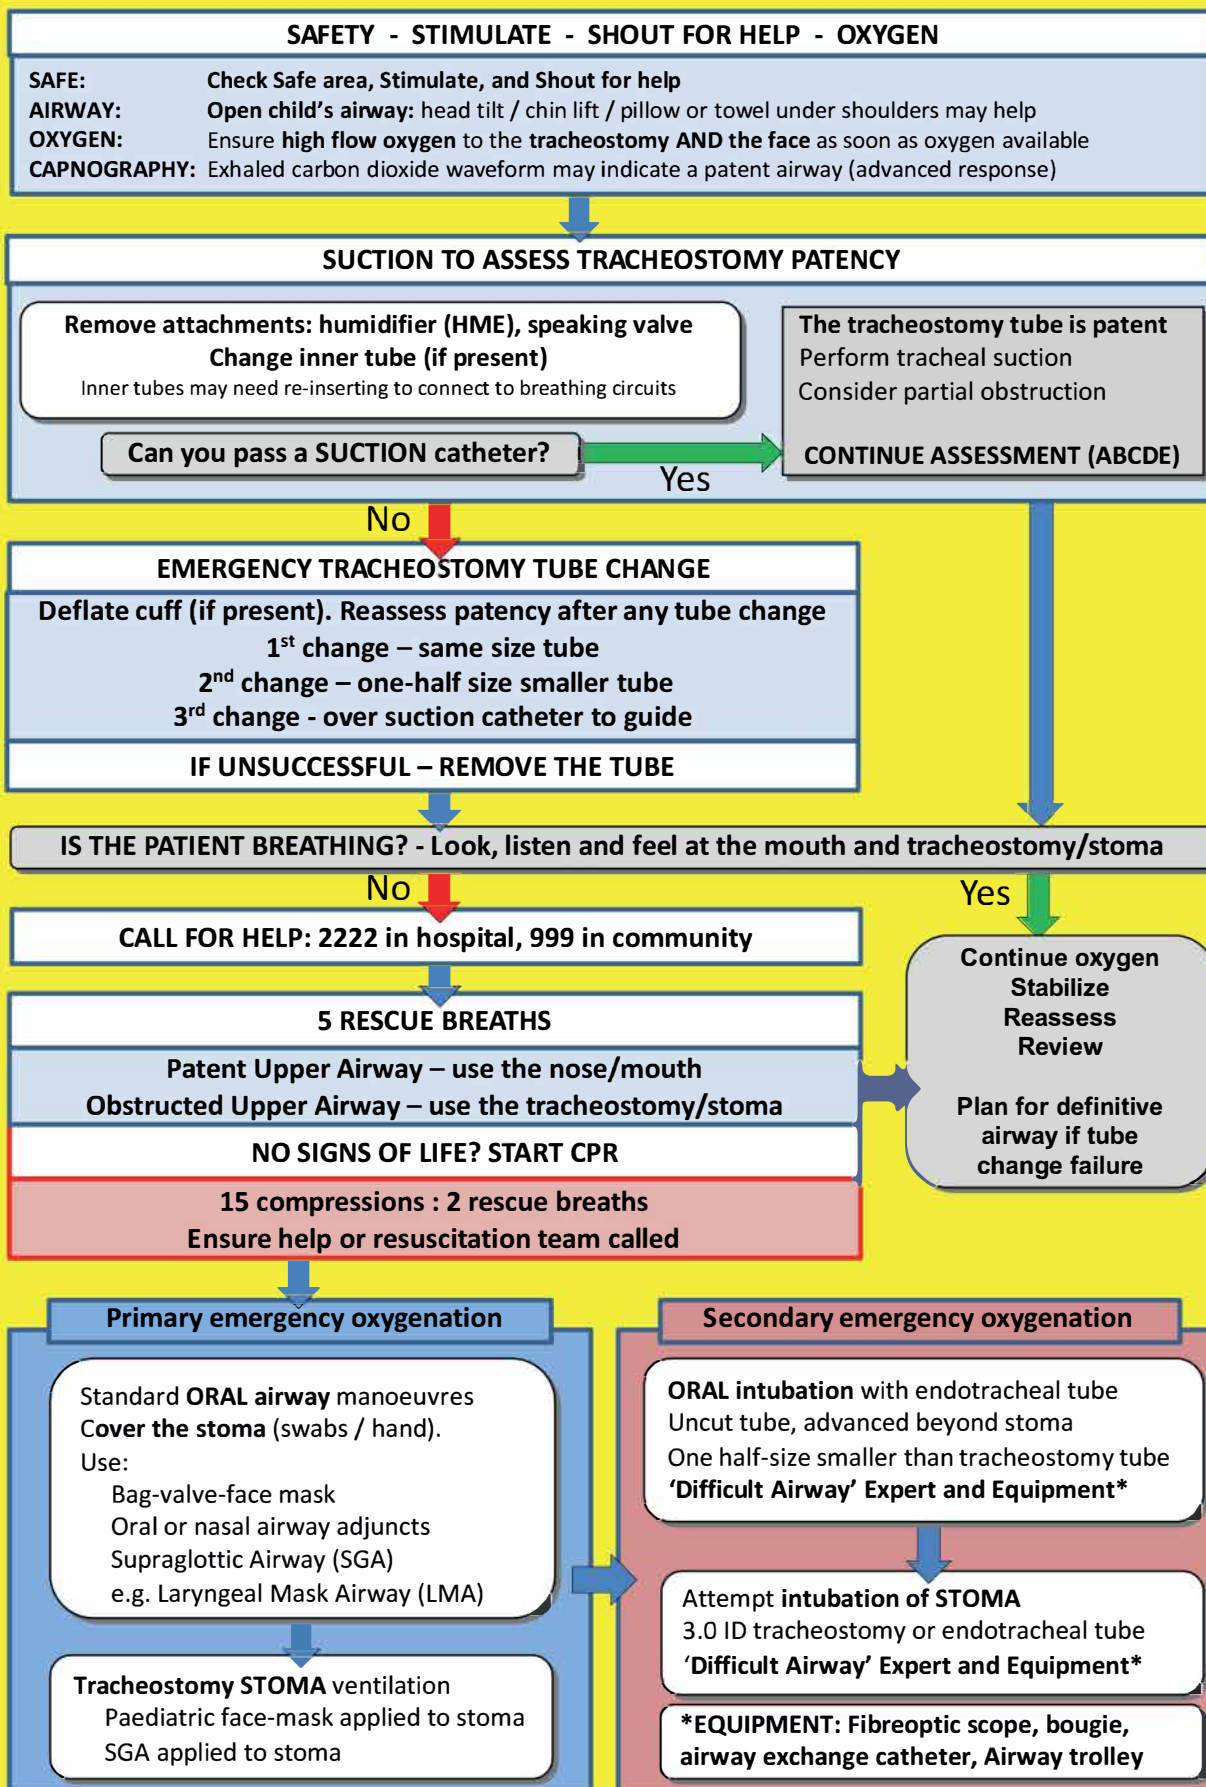 SAFETY - STIMULATE - SHOUT FOR HELP - OXYGEN
SAFE: Check Safe area, Stimulate, and Shout for help
AIRWAY: Open child's airway: head tilt / chin lift / pillow or towel under shoulders may help
OXYGEN: Ensure high flow oxygen to the tracheostomy AND the face as soon as oxygen available
CAPNOGRAPHY: Exhaled carbon dioxide waveform may indicate a patent airway (advanced response)
SUCTION TO ASSESS TRACHEOSTOMY PATENCY
Remove attachments: humidifier (HME), speaking valve
Change inner tube (if present)
Inner tubes may need re-inserting to connect to breathing circuits
Can you pass a SUCTION catheter?
Yes
The tracheostomy tube is patent
Perform tracheal suction
Consider partial obstruction
CONTINUE ASSESSMENT (ABCDE)
No
EMERGENCY TRACHEOSTOMY TUBE CHANGE
Deflate cuff (if present). Reassess patency after any tube change
1st change – same size tube
2nd change – one-half size smaller tube
3rd change - over suction catheter to guide
IF UNSUCCESSFUL – REMOVE THE TUBE
IS THE PATIENT BREATHING? - Look, listen and feel at the mouth and tracheostomy/stoma
No
Yes
CALL FOR HELP: 2222 in hospital, 999 in community
5 RESCUE BREATHS
Patent Upper Airway – use the nose/mouth
Obstructed Upper Airway – use the tracheostomy/stoma
NO SIGNS OF LIFE? START CPR
15 compressions : 2 rescue breaths
Ensure help or resuscitation team called
Continue oxygen
Stabilize
Reassess
Review
Plan for definitive
airway if tube
change failure
Primary emergency oxygenation
Standard ORAL airway manoeuvres
Cover the stoma (swabs / hand).
Use:
Bag-valve-face mask
Oral or nasal airway adjuncts
Supraglottic Airway (SGA)
e.g. Laryngeal Mask Airway (LMA)
Tracheostomy STOMA ventilation
Paediatric face-mask applied to stoma
SGA applied to stoma
Secondary emergency oxygenation
ORAL intubation with endotracheal tube
Uncut tube, advanced beyond stoma
One half-size smaller than tracheostomy tube
'Difficult Airway' Expert and Equipment*
Attempt intubation of STOMA
3.0 ID tracheostomy or endotracheal tube
'Difficult Airway' Expert and Equipment*
*EQUIPMENT: Fibreoptic scope, bougie,
airway exchange catheter, Airway trolley